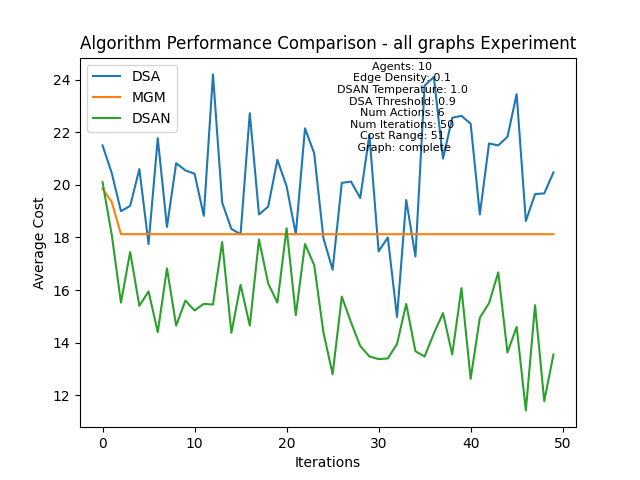 Algorithm Performance Comparison - all graphs Experiment
DSA
MGM
DSAN
Agents: 10
Edge Density: 0.1
DSAN Temperature: 1.0
DSA Threshold: 0.9
Num Actions: 6
Num Iterations: 50
Cost Range: 51
Graph: complete
24
22
20
18
16
14
12
Average Cost
0 10 20 30 40 50
Iterations